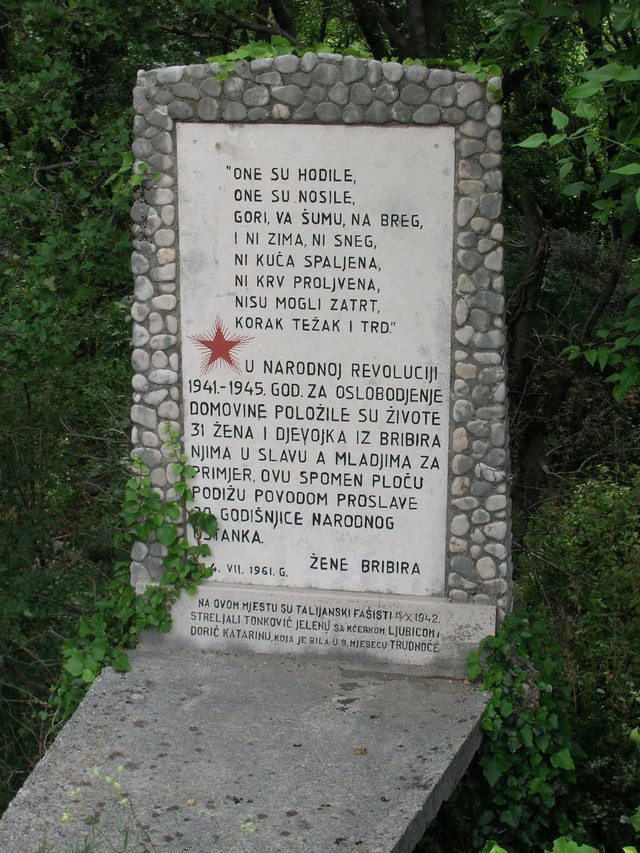 "ONE SU HODILE,
ONE SU NOSILE,
GORI, VA ŠUMU, NA BREG,
I NI ZIMA, NI SNEG,
NI KUĆA SPALJENA,
NI KRV PROLJVENA,
NISU MOGLI ZATRT,
KORAK TEŽAK I TRD."
U NARODNOJ REVOLUCIJI
1941.-1945. GOD. ZA OSLOBODJENJE
DOMOVINE POLOŽILE SU ŽIVOTE
31 ŽENA I DJEVOJKA IZ BRIBIRA
NJIMA U SLAVU A MLADJIMA ZA
PRIMJER, OVU SPOMEN PLOČU
PODIŽU POVODOM PROSLAVE
GODIŠNJICE NARODNOG
USTANKA.
VII. 1961. G. ŽENE BRIBIRA
NA OVOM MJESTU SU TALIJANSKI FAŠISTI 15/X 1942.
STRELJALI TONKOVIĆ JELENU SA KĆERKOM LJUBICOM I
DORIĆ KATARINU, KOJA JE BILA U 9. MJESECU TRUDNOĆE